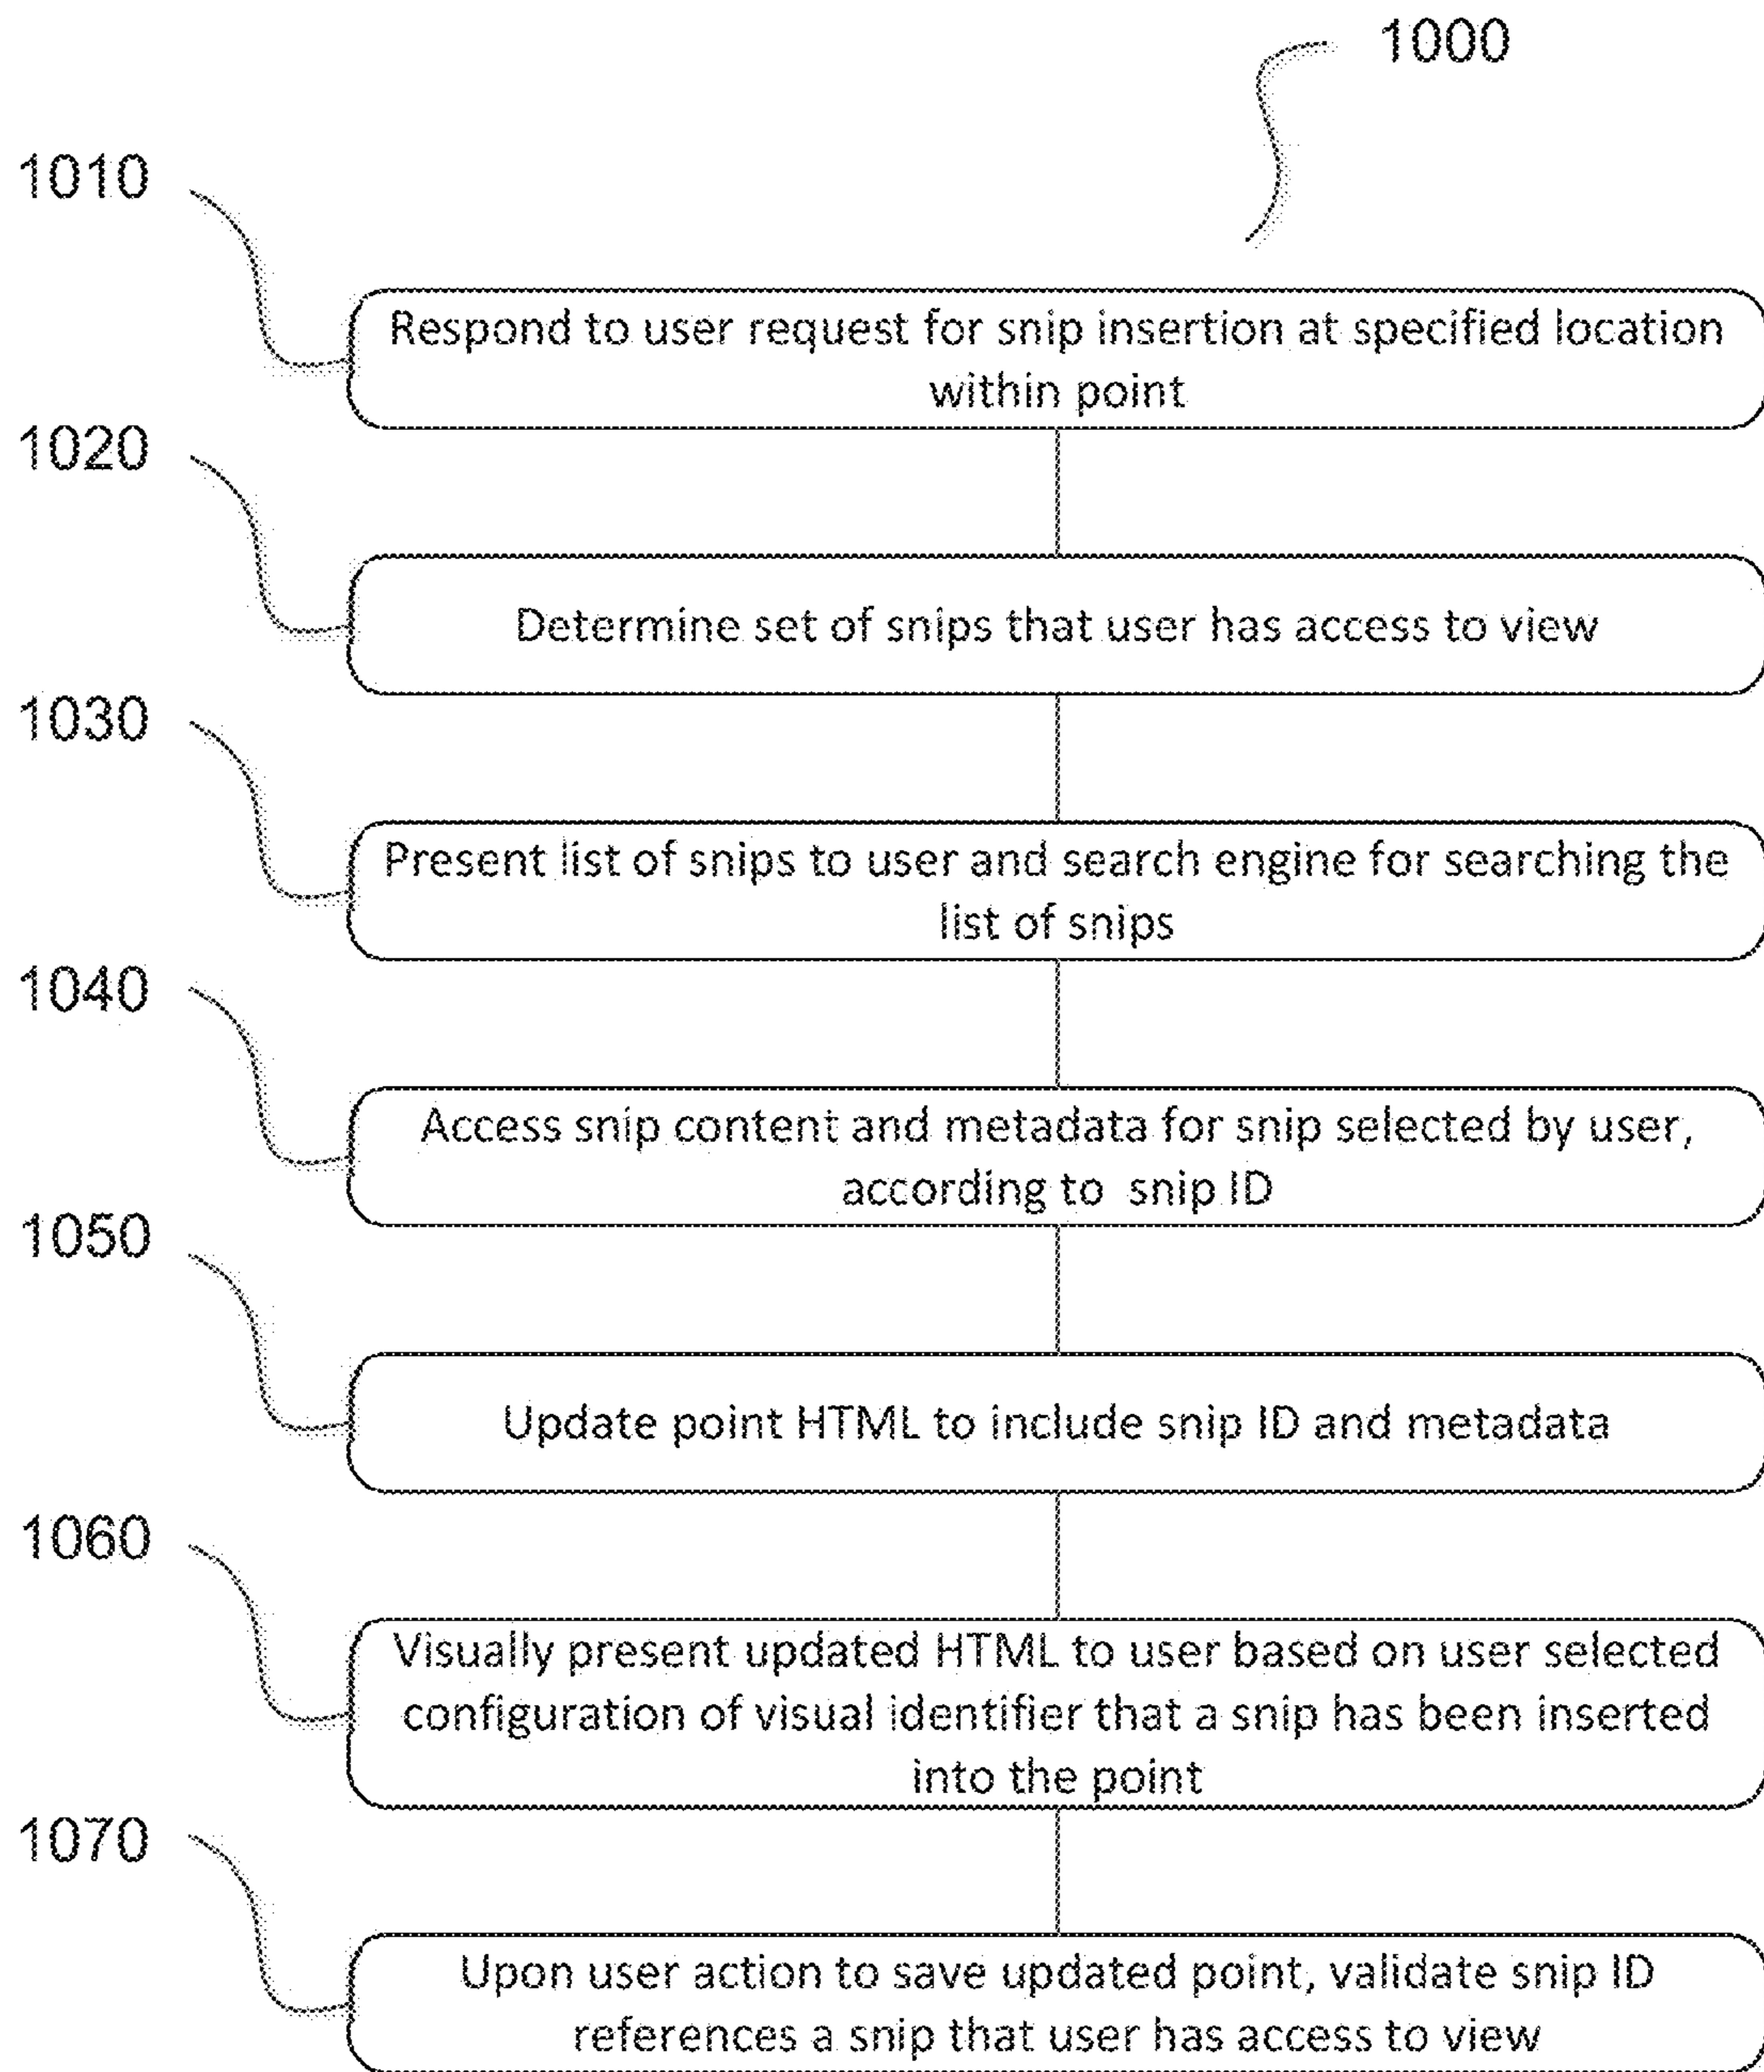 1000
1010
Respond to user request for snip insertion at specified location
within point
1020
Determine set of snips that user has access to view
1030
Present list of snips to user and search engine for searching the
list of snips
1040
Access snip content and metadata for snip selected by user,
according to snip ID
1050
Update point HTML to include snip ID and metadata
1060
Visually present updated HTML to user based on user selected
configuration of visual identifier that a snip has been inserted
into the point
1070
Upon user action to save updated point, validate snip ID
references a snip that user has access to view